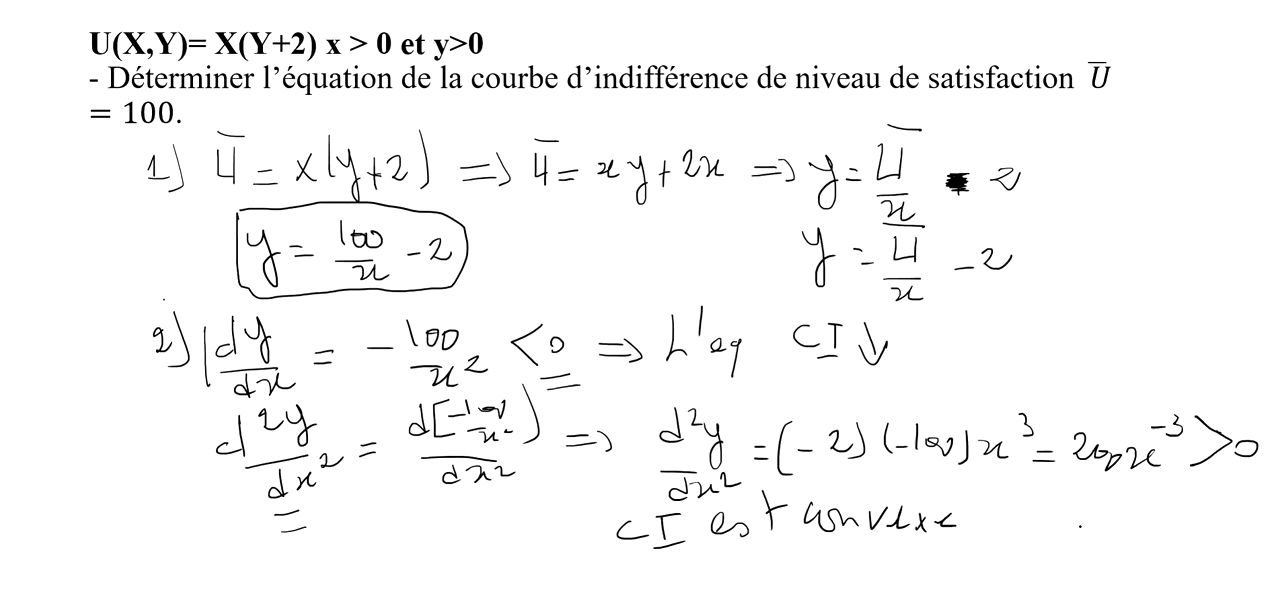 U(X,Y)= X(Y+2) x > 0 et y>0
- Déterminer l'équation de la courbe d'indifférence de niveau de satisfaction U̅
= 100.
1) U̅ = x(y+2) => U̅ = xy + 2x => y = U̅/x - 2
y = 100/x - 2 y = U/x - 2
2) |dy/dx = -100/x² < 0 => L'eq CI ↓
d²y/dx² = d[-100/x²)/dx² => d²y/dx² = (-2)(-100)x³ = 200x⁻³ > 0
CI est convexe